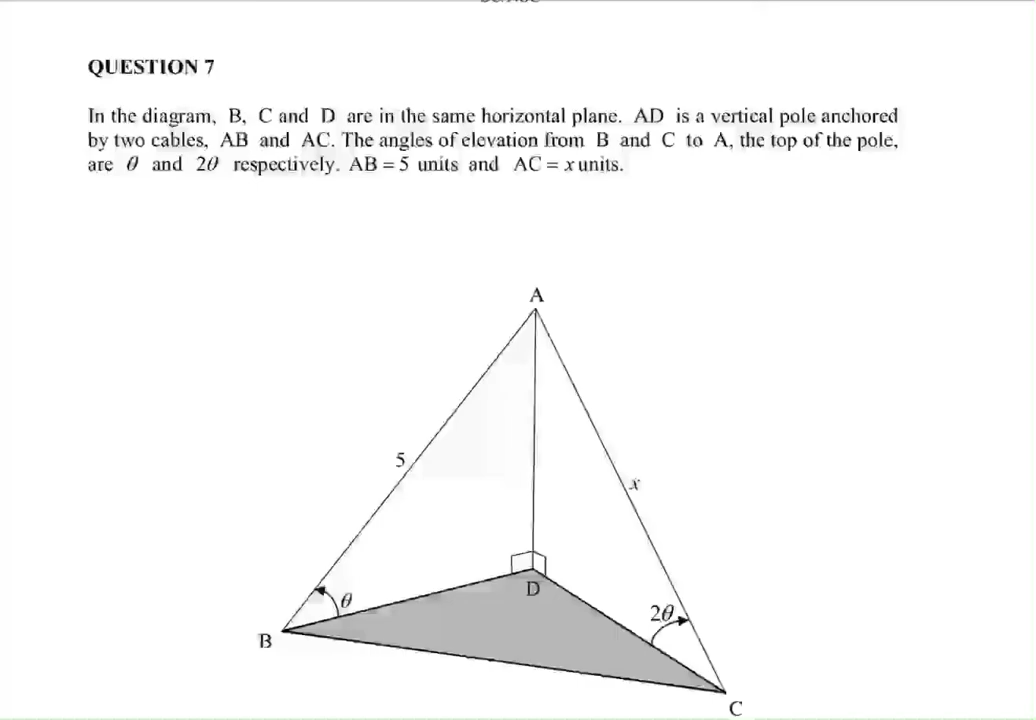 QUESTION 7
In the diagram, B, C and D are in the same horizontal plane. AD is a vertical pole anchored
by two cables, AB and AC. The angles of elevation from B and C to A, the top of the pole,
are θ and 2θ respectively. AB = 5 units and AC = x units.
A
5
x
D
θ
2θ
B
C